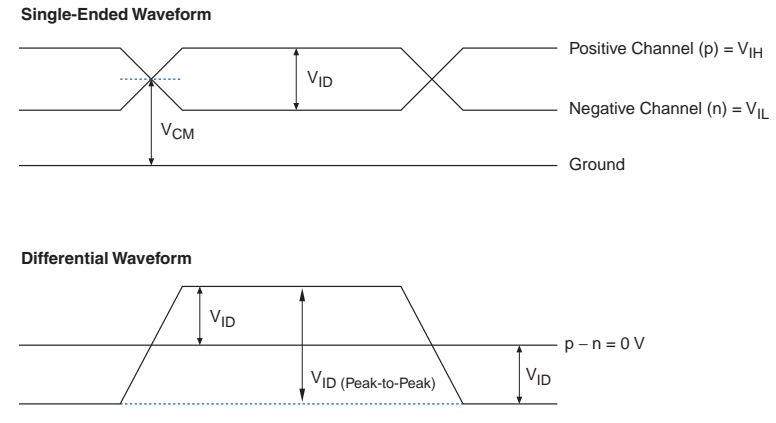 Single-Ended Waveform
Positive Channel (p) = VIH
VID
Negative Channel (n) = VIL
VCM
Ground
Differential Waveform
VID
p − n = 0 V
VID (Peak-to-Peak)
VID